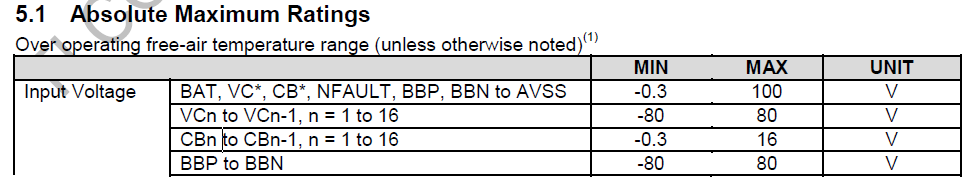 5.1 Absolute Maximum Ratings
Over operating free-air temperature range (unless otherwise noted)(1)
MIN MAX UNIT
Input Voltage BAT, VC*, CB*, NFAULT, BBP, BBN to AVSS -0.3 100 V
VCn to VCn-1, n = 1 to 16 -80 80 V
CBn to CBn-1, n = 1 to 16 -0.3 16 V
BBP to BBN -80 80 V